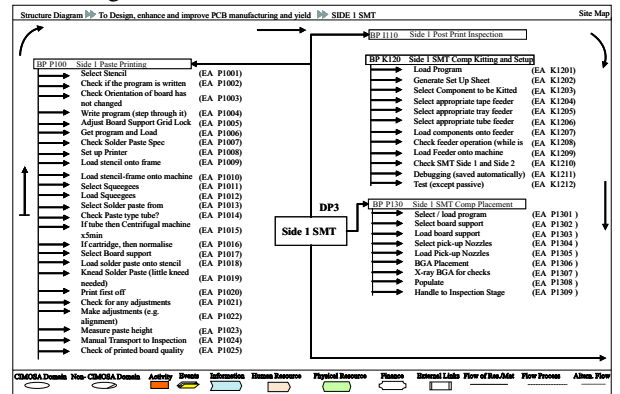 Structure Diagram To Design, enhance and improve PCB manufacturing and yield SIDE 1 SMT Site Map
BP P100 Side 1 Paste Printing
Select Stencil (EA P1001)
Check if the program is written (EA P1002)
Check Orientation of board has
not changed (EA P1003)
Write program (step through it) (EA P1004)
Adjust Board Support Grid Lock (EA P1005)
Get program and Load (EA P1006)
Check Solder Paste Spec (EA P1007)
Set up Printer (EA P1008)
Load stencil onto frame (EA P1009)
Load stencil-frame onto machine (EA P1010)
Select Squeegees (EA P1011)
Load Squeegees (EA P1012)
Select Solder paste from (EA P1013)
Check Paste type tube? (EA P1014)
If tube then Centrifugal machine
x5min (EA P1015)
If cartridge, then normalise (EA P1016)
Select Board support (EA P1017)
Load solder paste onto stencil (EA P1018)
Knead Solder Paste (little kneed
needed) (EA P1019)
Print first off (EA P1020)
Check for any adjustments (EA P1021)
Make adjustments (e.g.
alignment) (EA P1022)
Measure paste height (EA P1023)
Manual Transport to Inspection (EA P1024)
Check of printed board quality (EA P1025)
DP3
Side 1 SMT
BP I110 Side 1 Post Print Inspection
BP K120 Side 1 SMT Comp Kitting and Setup
Load Program (EA K1201)
Generate Set Up Sheet (EA K1202)
Select Component to be Kitted (EA K1203)
Select appropriate tape feeder (EA K1204)
Select appropriate tray feeder (EA K1205)
Select appropriate tube feeder (EA K1206)
Load components onto feeder (EA K1207)
Check feeder operation (while is (EA K1208)
Load Feeder onto machine (EA K1209)
Check SMT Side 1 and Side 2 (EA K1210)
Debugging (saved automatically) (EA K1211)
Test (except passive) (EA K1212)
BP P130 Side 1 SMT Comp Placement
Select / load program (EA P1301 )
Select board support (EA P1302 )
Load board support (EA P1303 )
Select pick-up Nozzles (EA P1304 )
Load Pick-up Nozzles (EA P1305 )
BGA Placement (EA P1306 )
X-ray BGA for checks (EA P1307 )
Populate (EA P1308 )
Handle to Inspection Stage (EA P1309 )
CIMOSA Domain Non- CIMOSA Domain Activity Events Information Human Resource Physical Resource Finance External Links Flow of Res./Mat Flow Process Altern. Flow